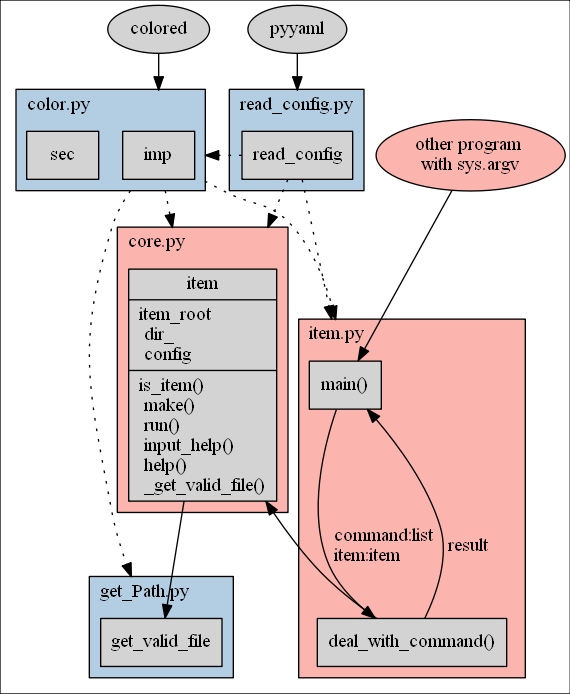 colored
pyyaml
color.py
sec
imp
read_config.py
read_config
other program
with sys.argv
core.py
item
item_root
dir_
config
is_item()
make()
run()
input_help()
help()
_get_valid_file()
item.py
main()
command:list
item:item
result
deal_with_command()
get_Path.py
get_valid_file